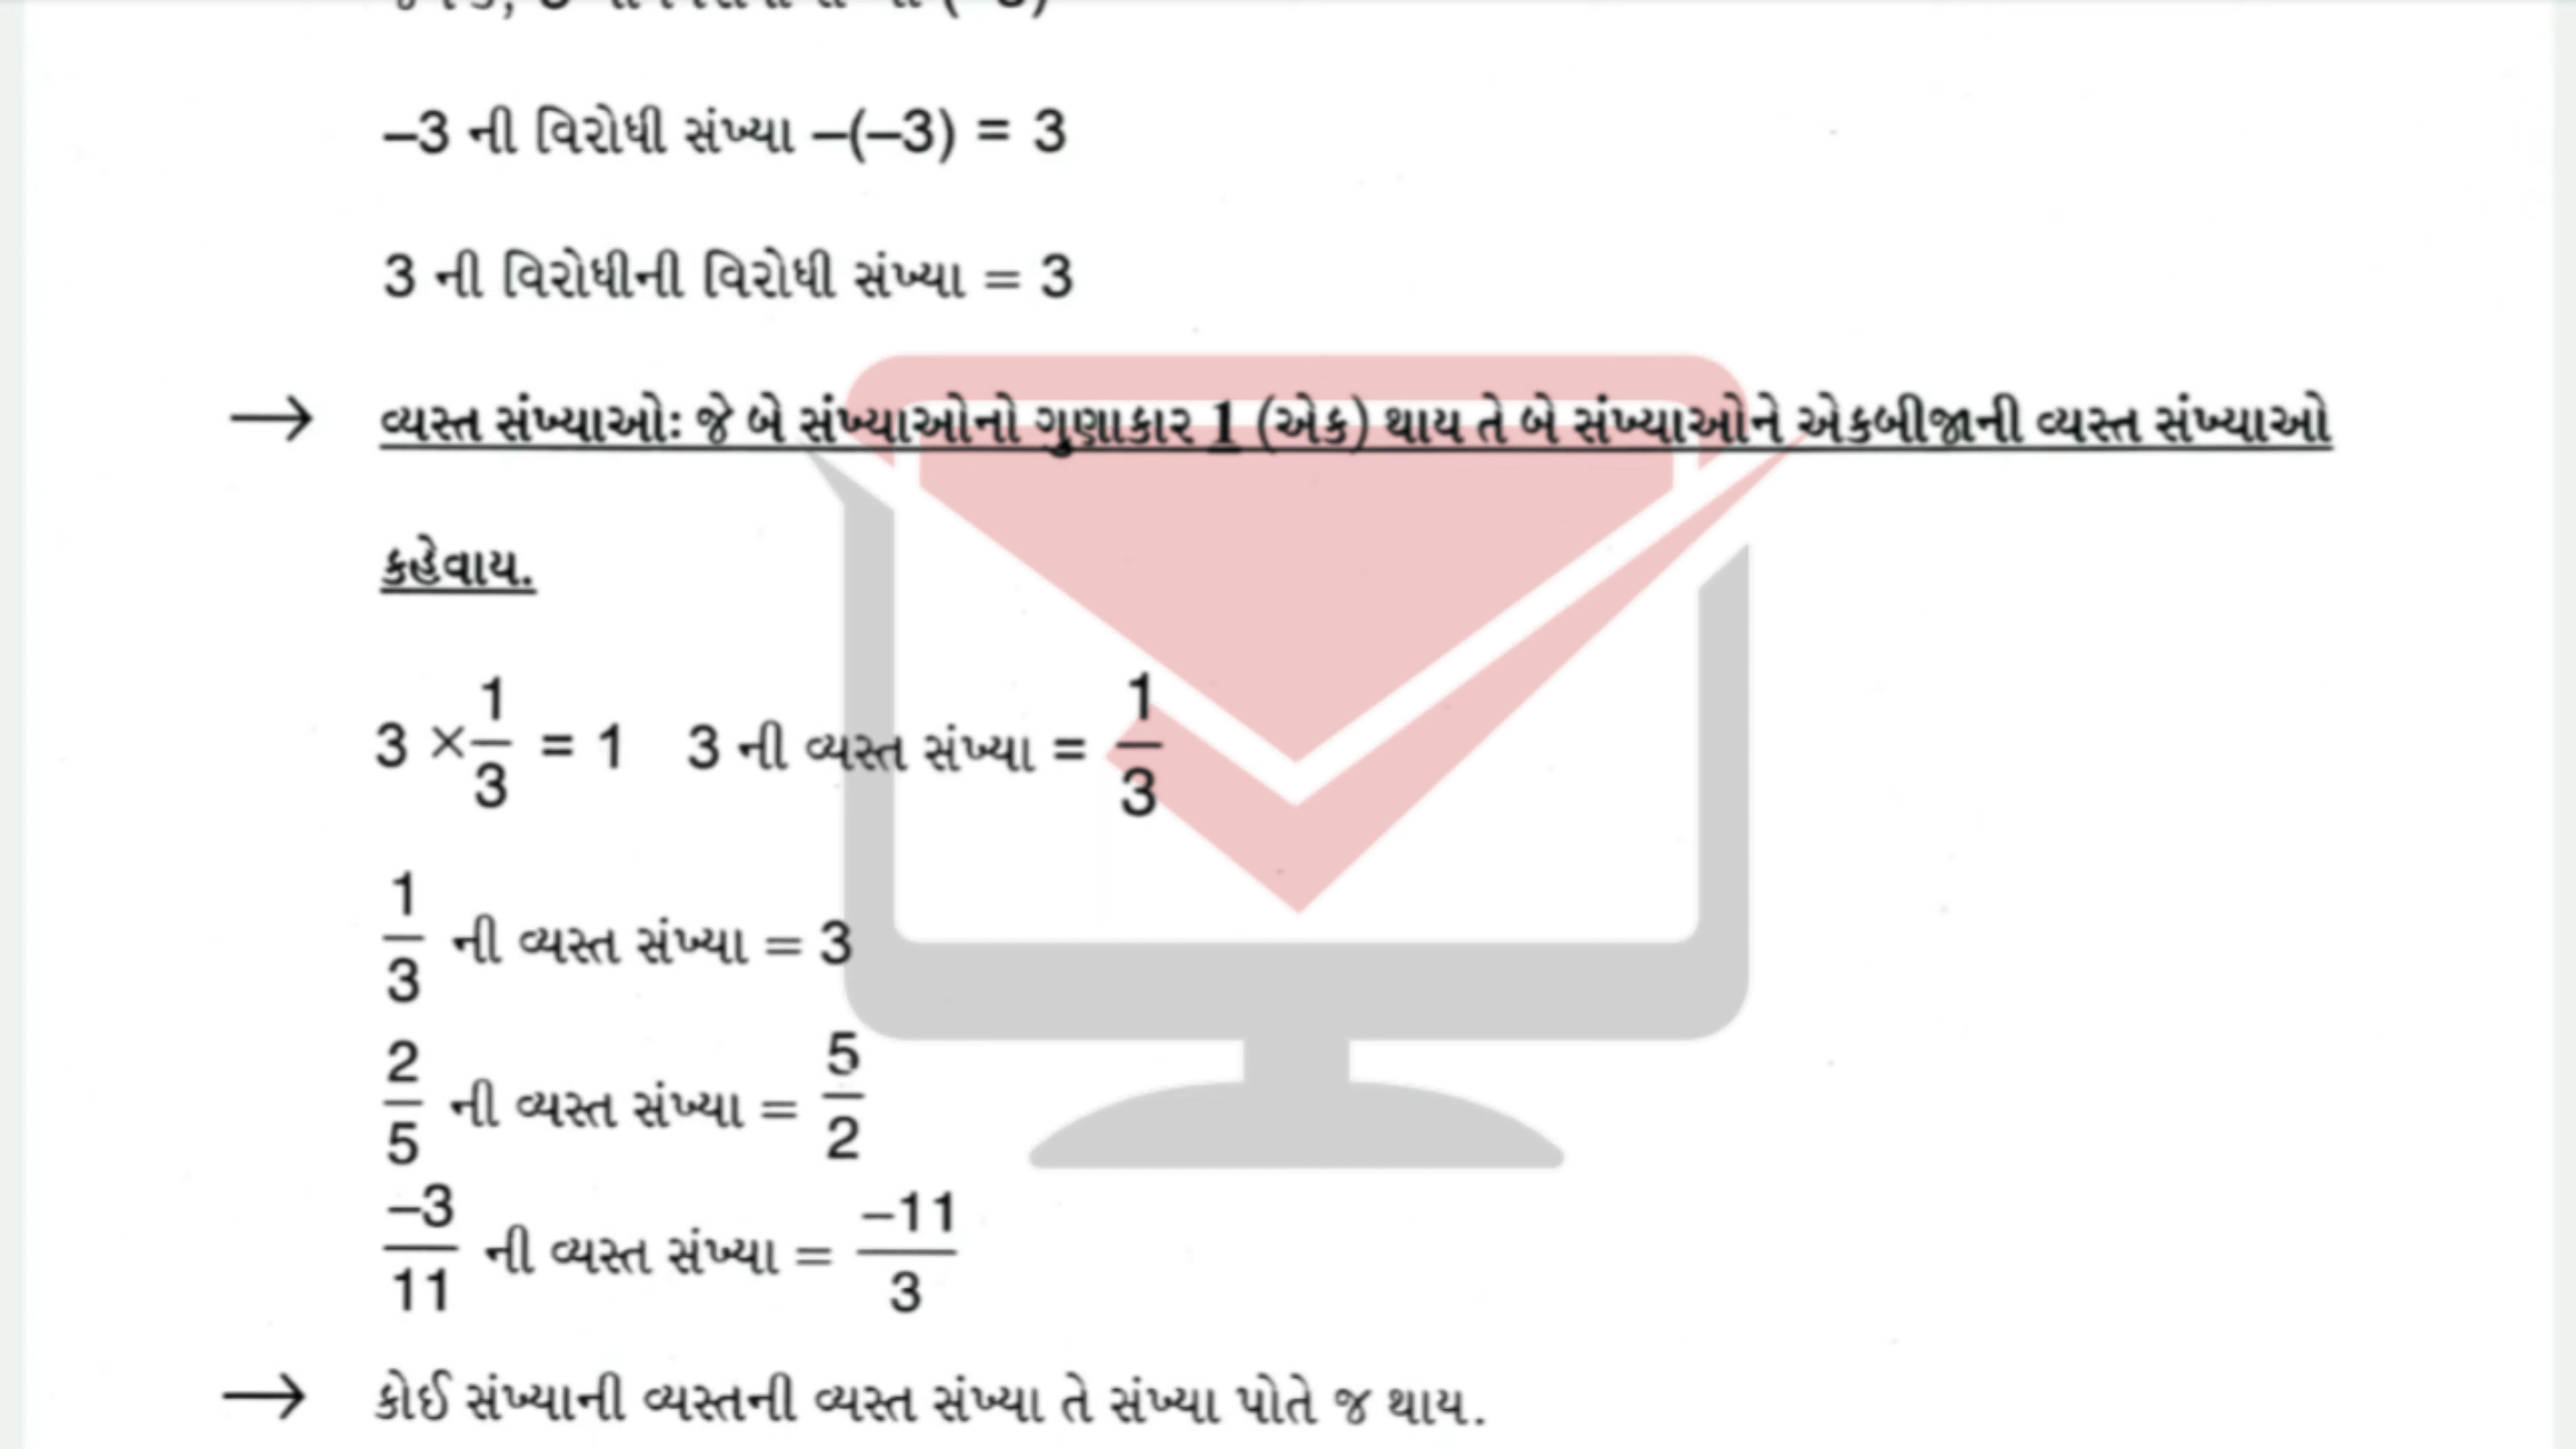 –3 ની વિરોધી સંખ્યા –(–3) = 3
3 ની વિરોધીની વિરોધી સંખ્યા = 3
→ વ્યસ્ત સંખ્યાઓઃ જે બે સંખ્યાઓનો ગુણાકાર 1 (એક) થાય તે બે સંખ્યાઓને એકબીજાની વ્યસ્ત સંખ્યાઓ
કહેવાય.
3 × 1/3 = 1 3 ની વ્યસ્ત સંખ્યા = 1/3
1/3 ની વ્યસ્ત સંખ્યા = 3
2/5 ની વ્યસ્ત સંખ્યા = 5/2
–3/11 ની વ્યસ્ત સંખ્યા = –11/3
→ કોઈ સંખ્યાની વ્યસ્તની વ્યસ્ત સંખ્યા તે સંખ્યા પોતે જ થાય.